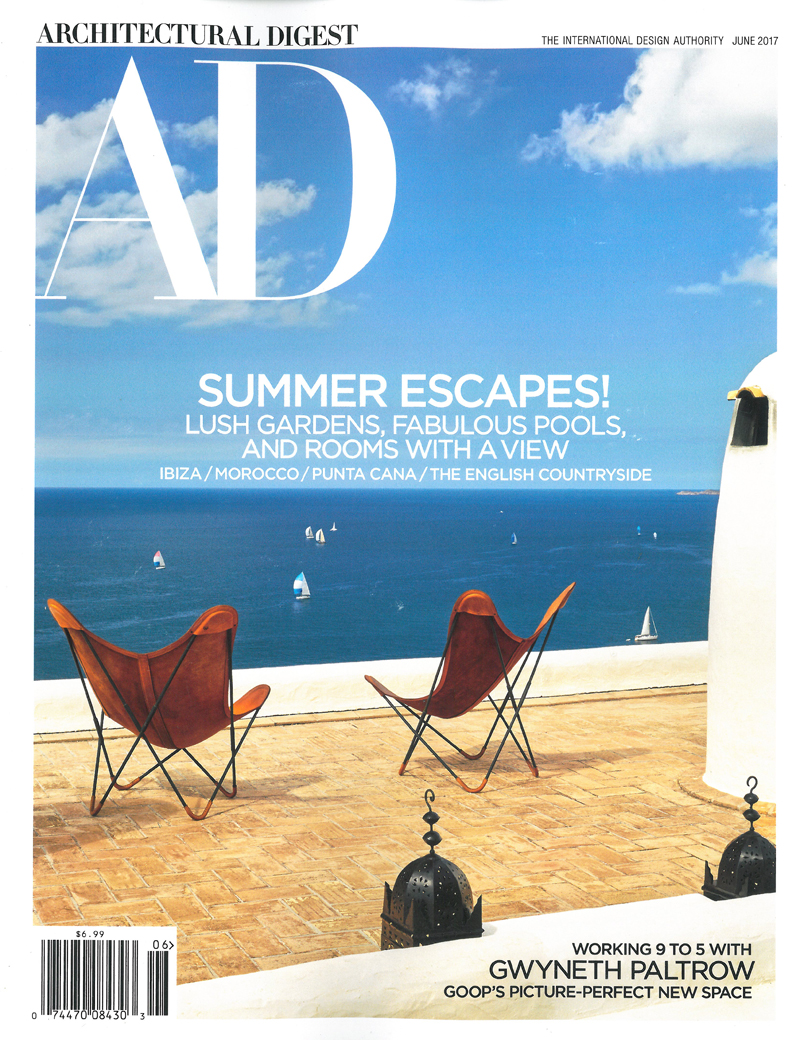 ARCHITECTURAL DIGEST
THE INTERNATIONAL DESIGN AUTHORITY JUNE 2017
AD
SUMMER ESCAPES!
LUSH GARDENS, FABULOUS POOLS,
AND ROOMS WITH A VIEW
IBIZA / MOROCCO / PUNTA CANA / THE ENGLISH COUNTRYSIDE
$6.99
06>
0 74470 08430 3
WORKING 9 TO 5 WITH
GWYNETH PALTROW
GOOP'S PICTURE-PERFECT NEW SPACE